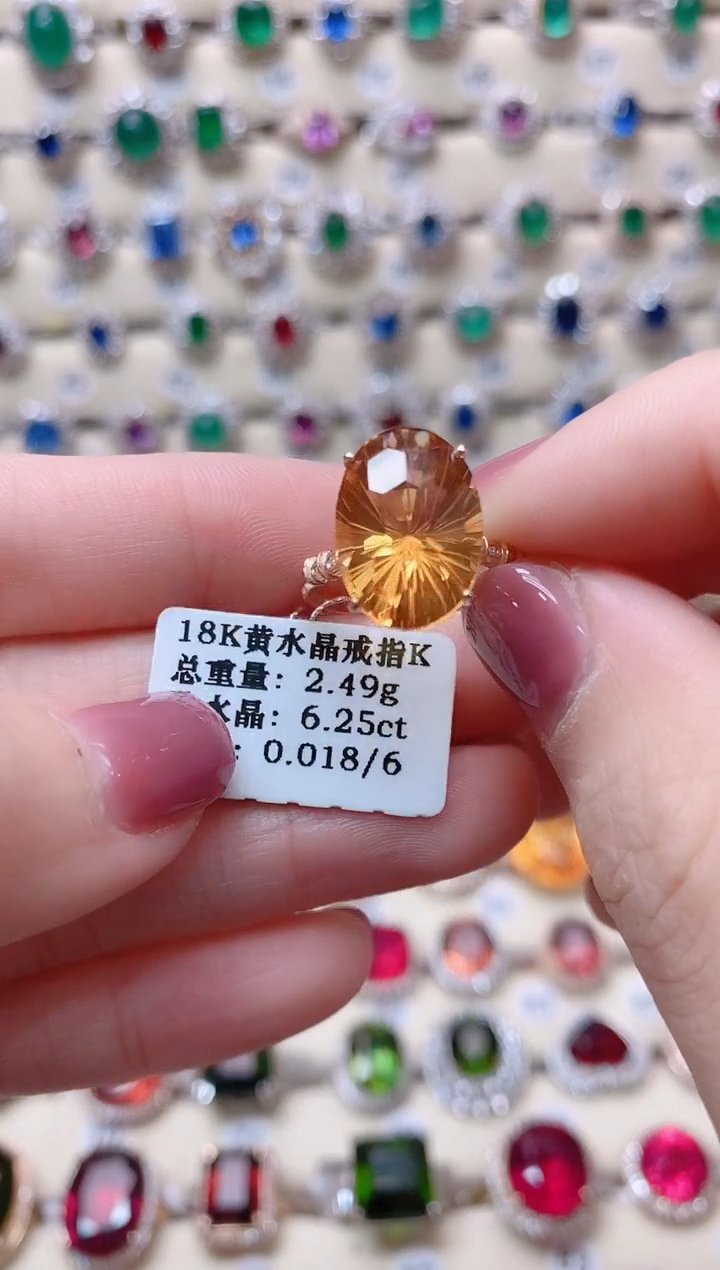 18K黄水晶戒指K
总重量: 2.49g
水晶: 6.25ct
: 0.018/6